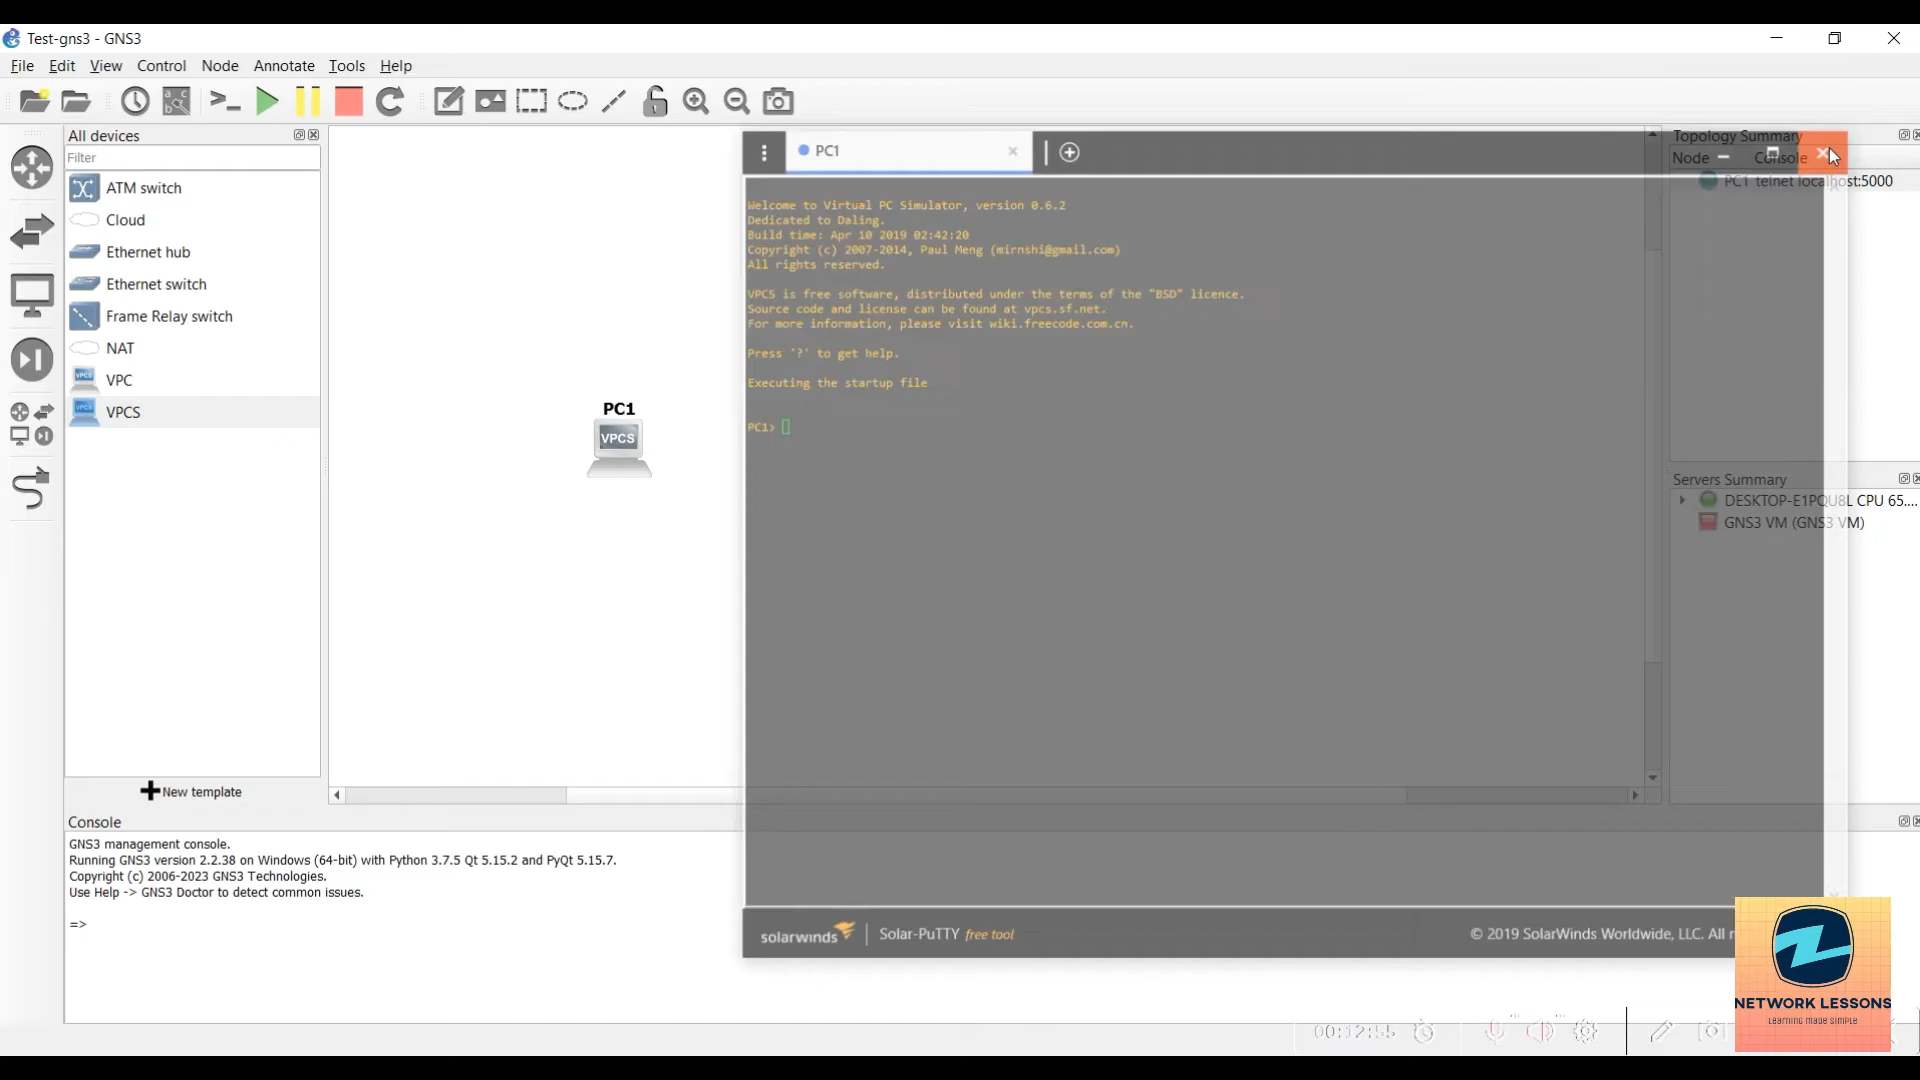 Test-gns3 - GNS3
File Edit View Control Node Annotate Tools Help
All devices
Filter
ATM switch
Cloud
Ethernet hub
Ethernet switch
Frame Relay switch
NAT
VPC
VPCS
New template
PC1
VPCS
PC1
Welcome to Virtual PC Simulator, version 0.6.2
Dedicated to Daling.
Build time: Apr 10 2019 02:42:20
Copyright (c) 2007-2014, Paul Meng (mirnshi@gmail.com)
All rights reserved.
VPCS is free software, distributed under the terms of the "BSD" licence.
Source code and license can be found at vpcs.sf.net.
For more information, please visit wiki.freecode.com.cn.
Press '?' to get help.
Executing the startup file
PC1>
solarwinds Solar-PuTTY free tool
© 2019 SolarWinds Worldwide, LLC. All
Topology Summary
Node Console
PC1 telnet localhost:5000
Servers Summary
DESKTOP-E1PQU8L CPU 65....
GNS3 VM (GNS3 VM)
Console
GNS3 management console.
Running GNS3 version 2.2.38 on Windows (64-bit) with Python 3.7.5 Qt 5.15.2 and PyQt 5.15.7.
Copyright (c) 2006-2023 GNS3 Technologies.
Use Help -> GNS3 Doctor to detect common issues.
=>
00:12:55
NETWORK LESSONS
Learning made simple